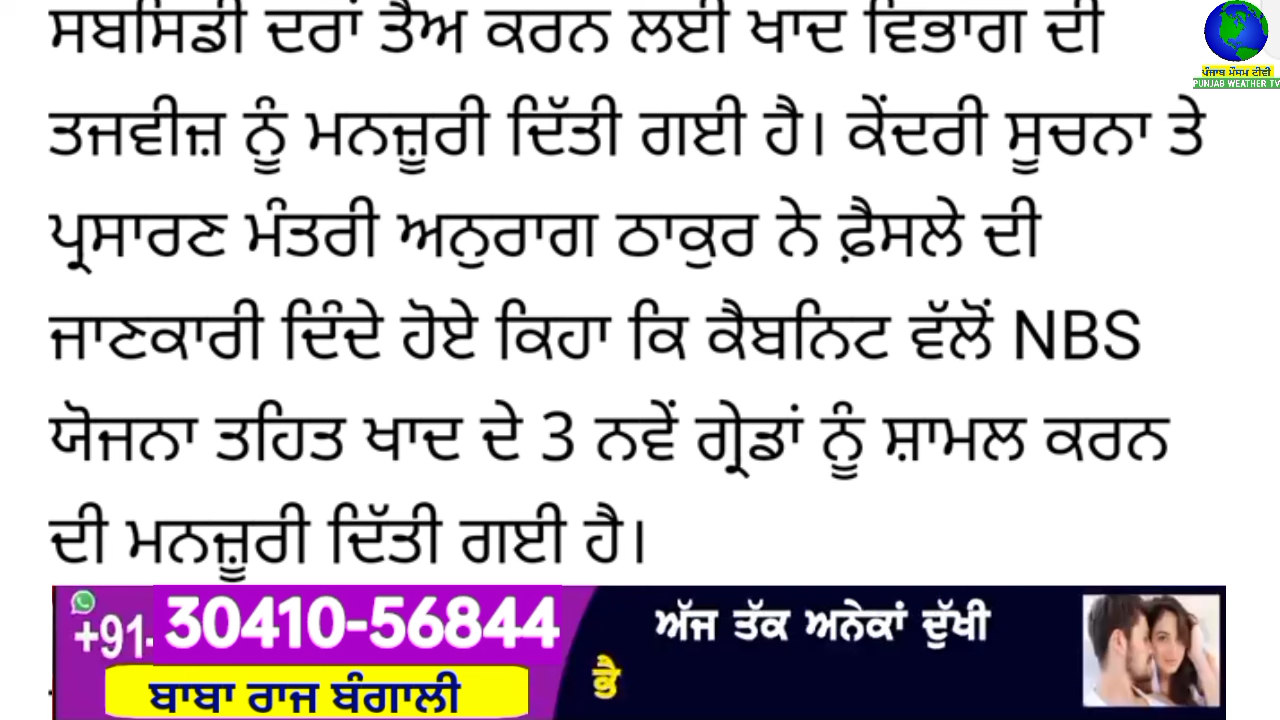 ਸਬਸਿਡੀ ਦਰਾਂ ਤੈਅ ਕਰਨ ਲਈ ਖਾਦ ਵਿਭਾਗ ਦੀ
ਪੰਜਾਬ ਮੌਸਮ ਟੀਵੀ
PUNJAB WEATHER TV
ਤਜਵੀਜ਼ ਨੂੰ ਮਨਜ਼ੂਰੀ ਦਿੱਤੀ ਗਈ ਹੈ। ਕੇਂਦਰੀ ਸੂਚਨਾ ਤੇ
ਪ੍ਰਸਾਰਣ ਮੰਤਰੀ ਅਨੁਰਾਗ ਠਾਕੁਰ ਨੇ ਫ਼ੈਸਲੇ ਦੀ
ਜਾਣਕਾਰੀ ਦਿੰਦੇ ਹੋਏ ਕਿਹਾ ਕਿ ਕੈਬਨਿਟ ਵੱਲੋਂ NBS
ਯੋਜਨਾ ਤਹਿਤ ਖਾਦ ਦੇ 3 ਨਵੇਂ ਗ੍ਰੇਡਾਂ ਨੂੰ ਸ਼ਾਮਲ ਕਰਨ
ਦੀ ਮਨਜ਼ੂਰੀ ਦਿੱਤੀ ਗਈ ਹੈ।
+91- 30410-56844
ਬਾਬਾ ਰਾਜ ਬੰਗਾਲੀ
ਅੱਜ ਤੱਕ ਅਨੇਕਾਂ ਦੁੱਖੀ